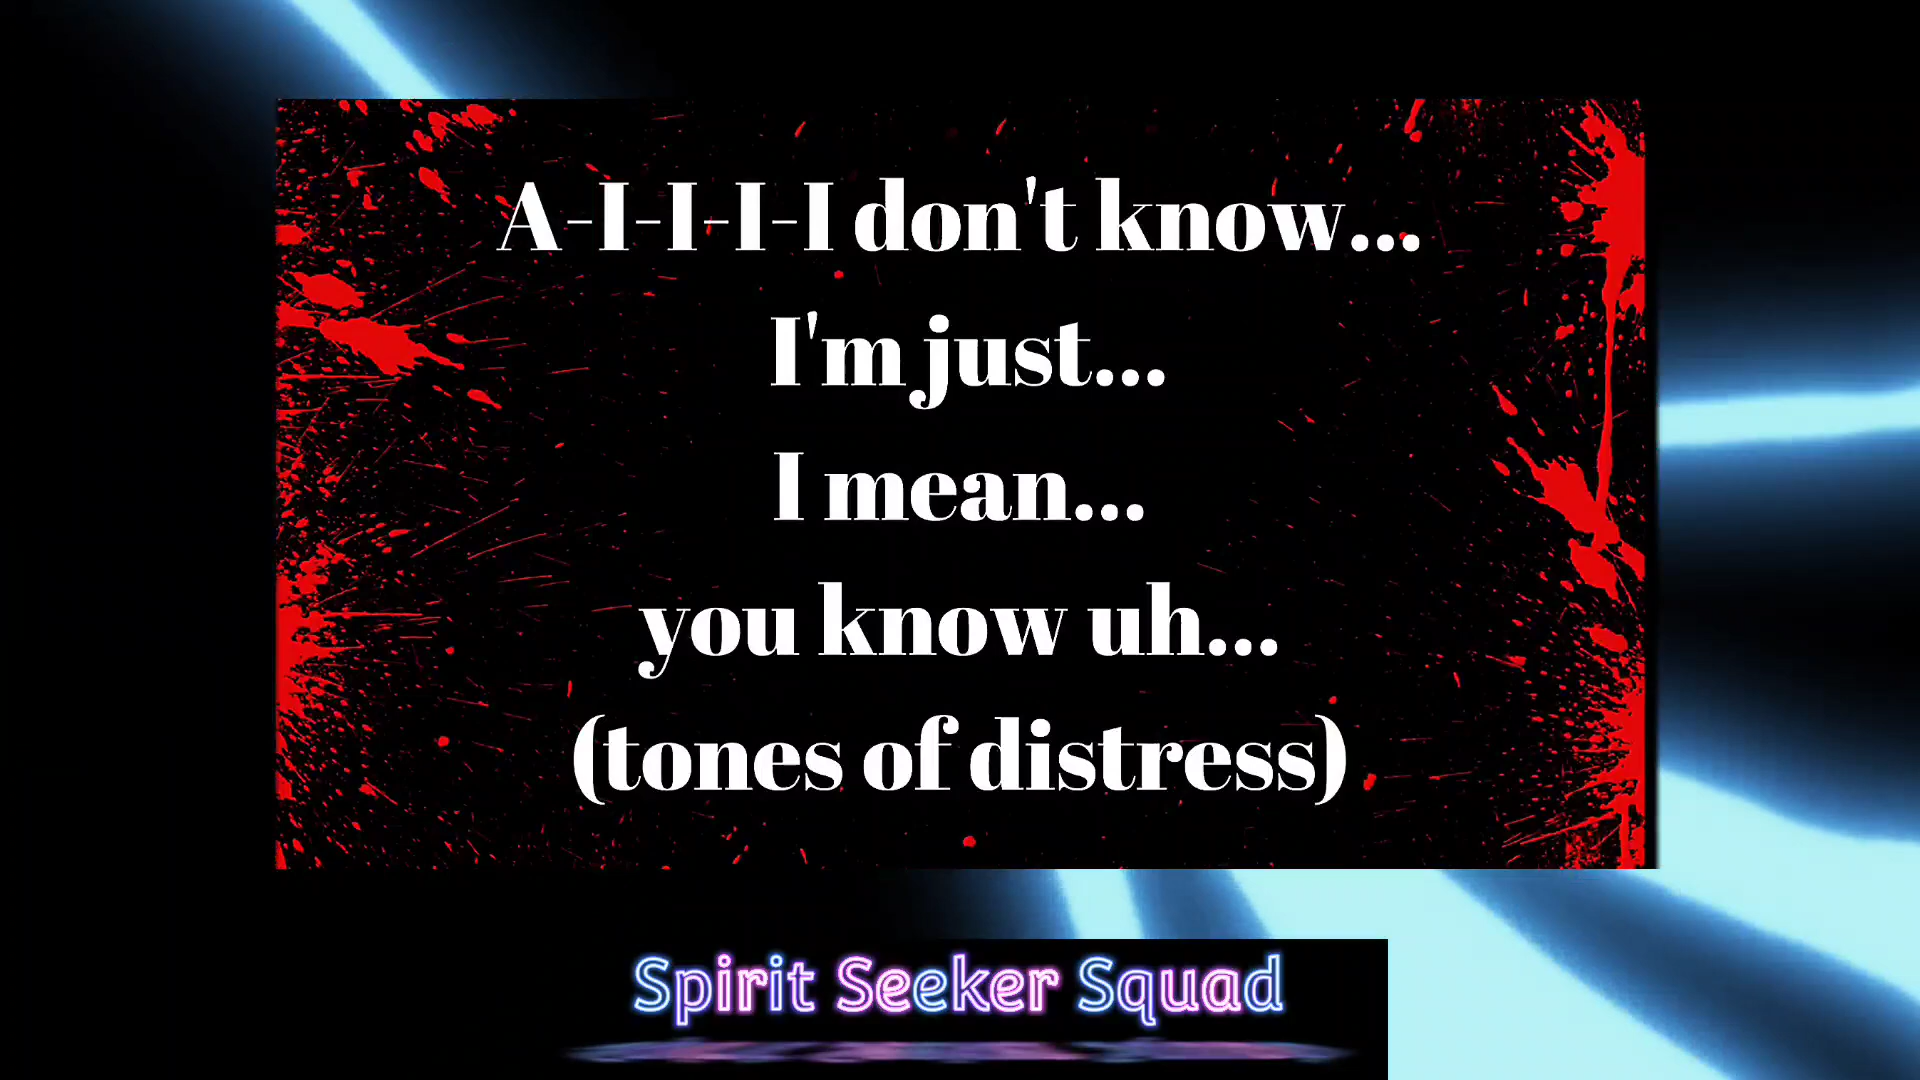 A-I-I-I-I don't know...
I'm just...
I mean...
you know uh...
(tones of distress)
Spirit Seeker Squad